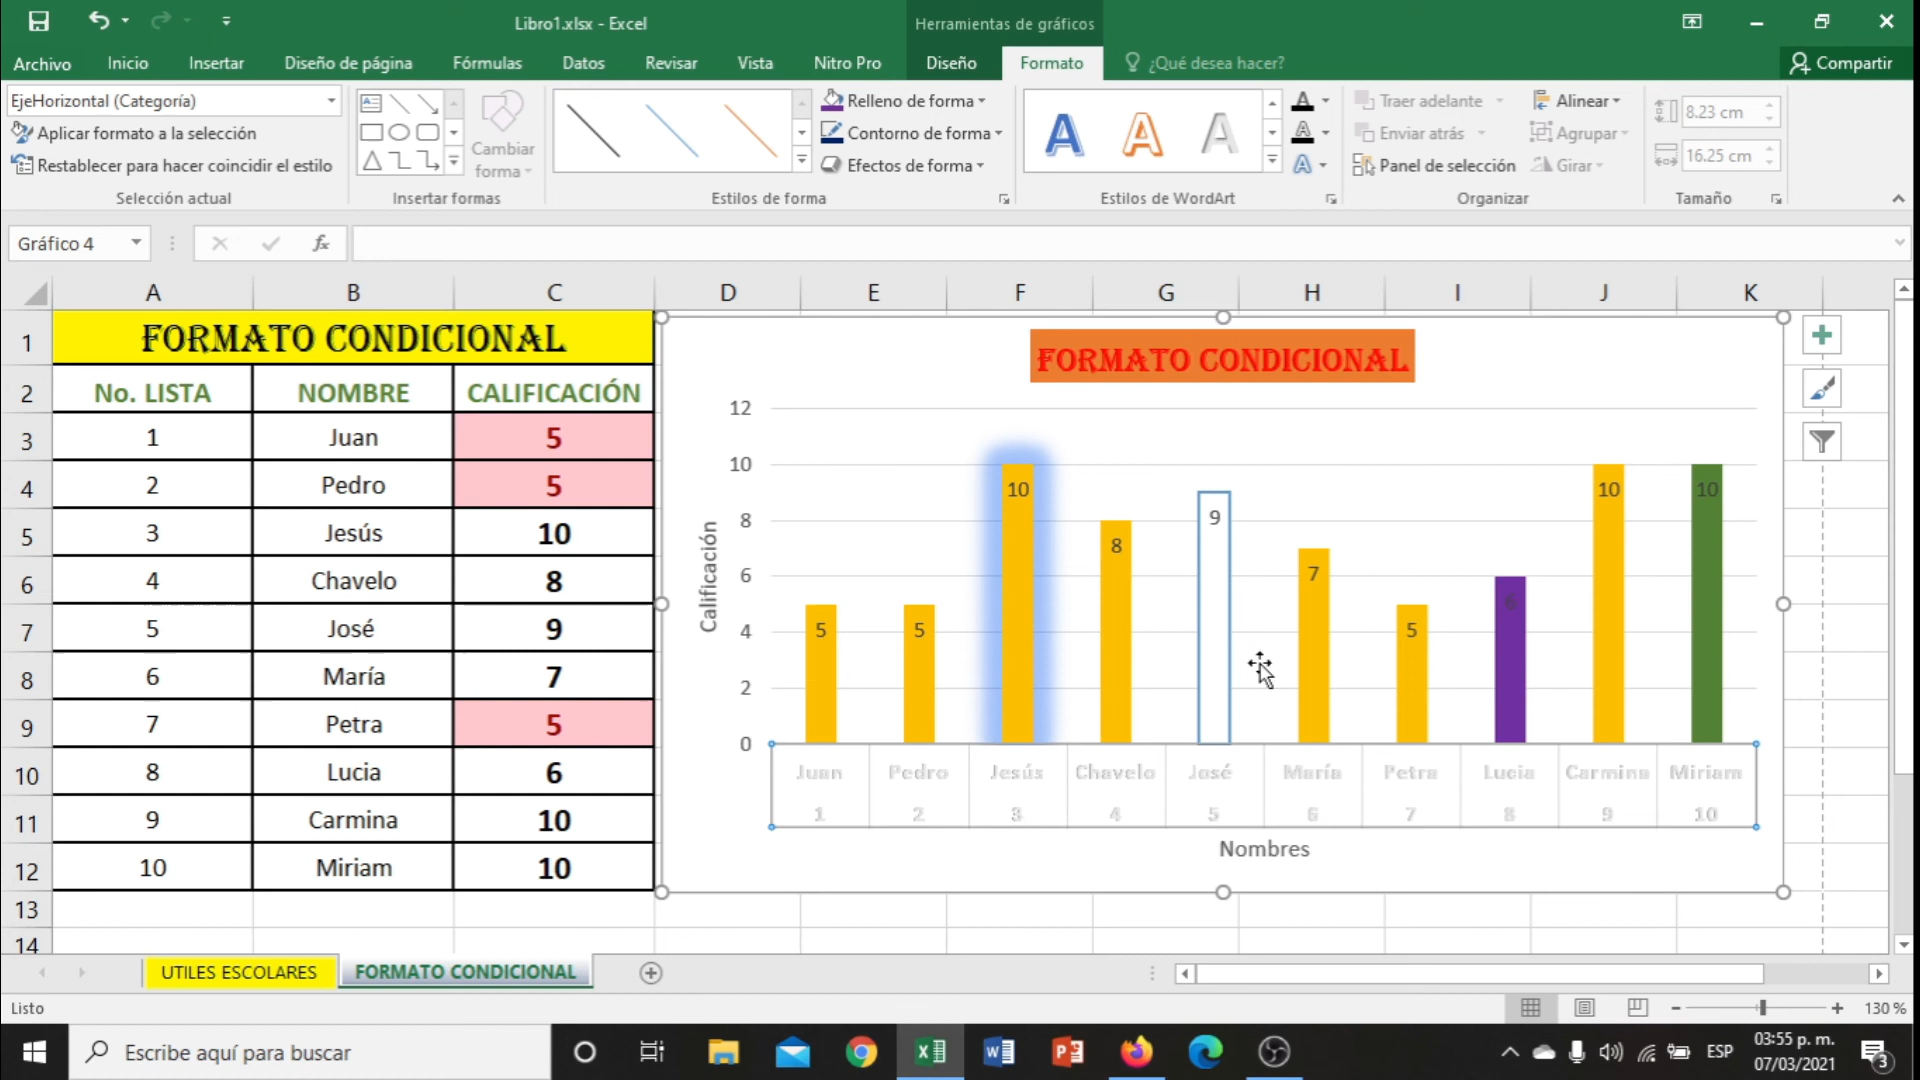 Libro1.xlsx - Excel
Herramientas de gráficos
Archivo Inicio Insertar Diseño de página Fórmulas Datos Revisar Vista Nitro Pro Diseño Formato ¿Qué desea hacer? Compartir
EjeHorizontal (Categoría)
Aplicar formato a la selección
Restablecer para hacer coincidir el estilo
Selección actual
Cambiar
forma
Insertar formas
Relleno de forma
Contorno de forma
Efectos de forma
Estilos de forma
A A A
Estilos de WordArt
Traer adelante
Enviar atrás
Panel de selección
Alinear
Agrupar
Girar
Organizar
8.23 cm
16.25 cm
Tamaño
Gráfico 4
fx
A B C D E F G H I J K
1 FORMATO CONDICIONAL
2 No. LISTA NOMBRE CALIFICACIÓN
3 1 Juan 5
4 2 Pedro 5
5 3 Jesús 10
6 4 Chavelo 8
7 5 José 9
8 6 María 7
9 7 Petra 5
10 8 Lucia 6
11 9 Carmina 10
12 10 Miriam 10
13
14
FORMATO CONDICIONAL
Calificación
12
10
8
6
4
2
0
5 5 10 8 9 7 5 6 10 10
Juan Pedro Jesús Chavelo José María Petra Lucia Carmina Miriam
1 2 3 4 5 6 7 8 9 10
Nombres
UTILES ESCOLARES FORMATO CONDICIONAL
Listo
130 %
Escribe aquí para buscar
ESP
03:55 p. m.
07/03/2021
3